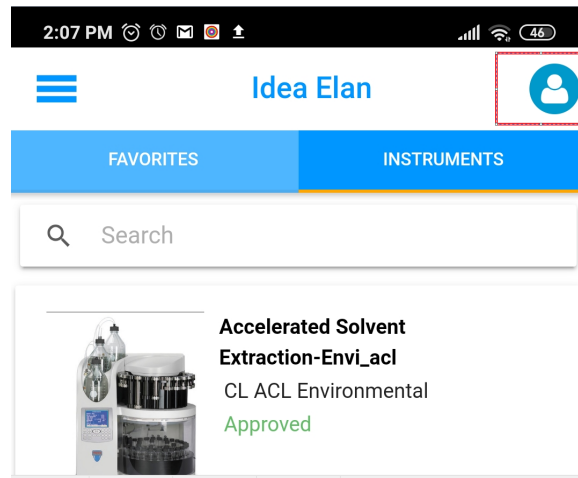 2:07 PM 46
Idea Elan
FAVORITES INSTRUMENTS
Search
Accelerated Solvent
Extraction-Envi_acl
CL ACL Environmental
Approved